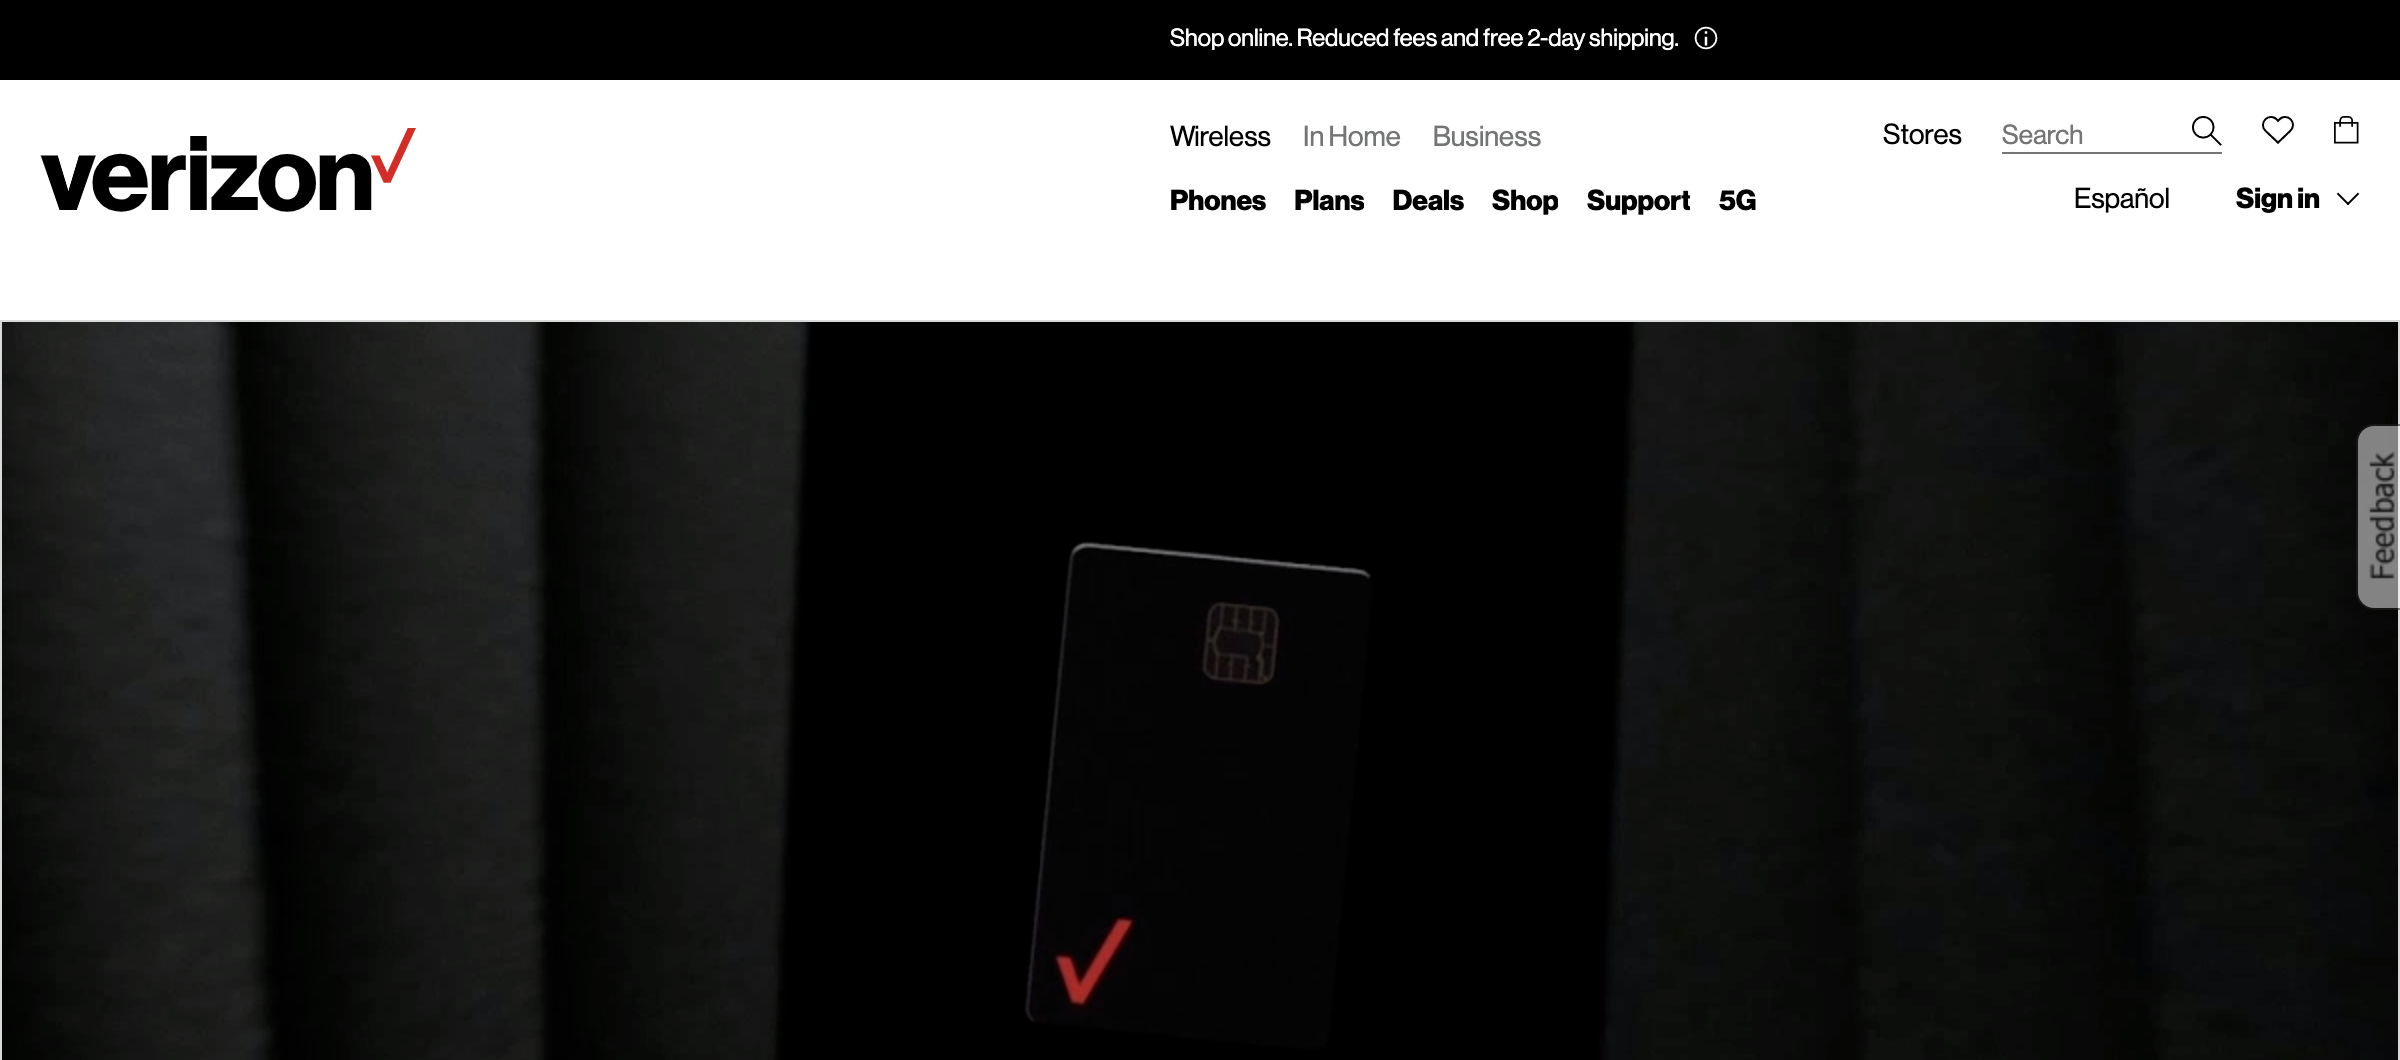 Shop online. Reduced fees and free 2-day shipping.
verizon
Wireless In Home Business
Stores Search
Phones Plans Deals Shop Support 5G
Español Sign in
Feedback